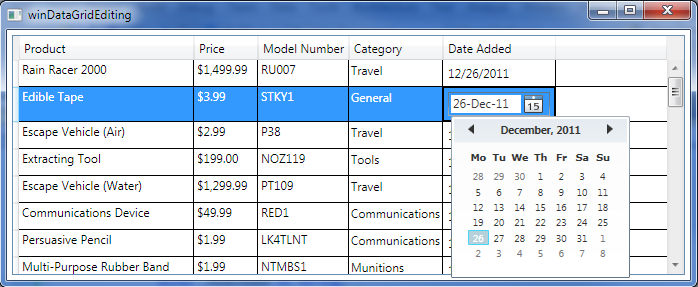 winDataGridEditing
Product Price Model Number Category Date Added
Rain Racer 2000 $1,499.99 RU007 Travel 12/26/2011
Edible Tape $3.99 STKY1 General 26-Dec-11 15
Escape Vehicle (Air) $2.99 P38 Travel
Extracting Tool $199.00 NOZ119 Tools
Escape Vehicle (Water) $1,299.99 PT109 Travel
Communications Device $49.99 RED1 Communications
Persuasive Pencil $1.99 LK4TLNT Communications
Multi-Purpose Rubber Band $1.99 NTMBS1 Munitions
December, 2011
Mo Tu We Th Fr Sa Su
28 29 30 1 2 3 4
5 6 7 8 9 10 11
12 13 14 15 16 17 18
19 20 21 22 23 24 25
26 27 28 29 30 31 1
2 3 4 5 6 7 8